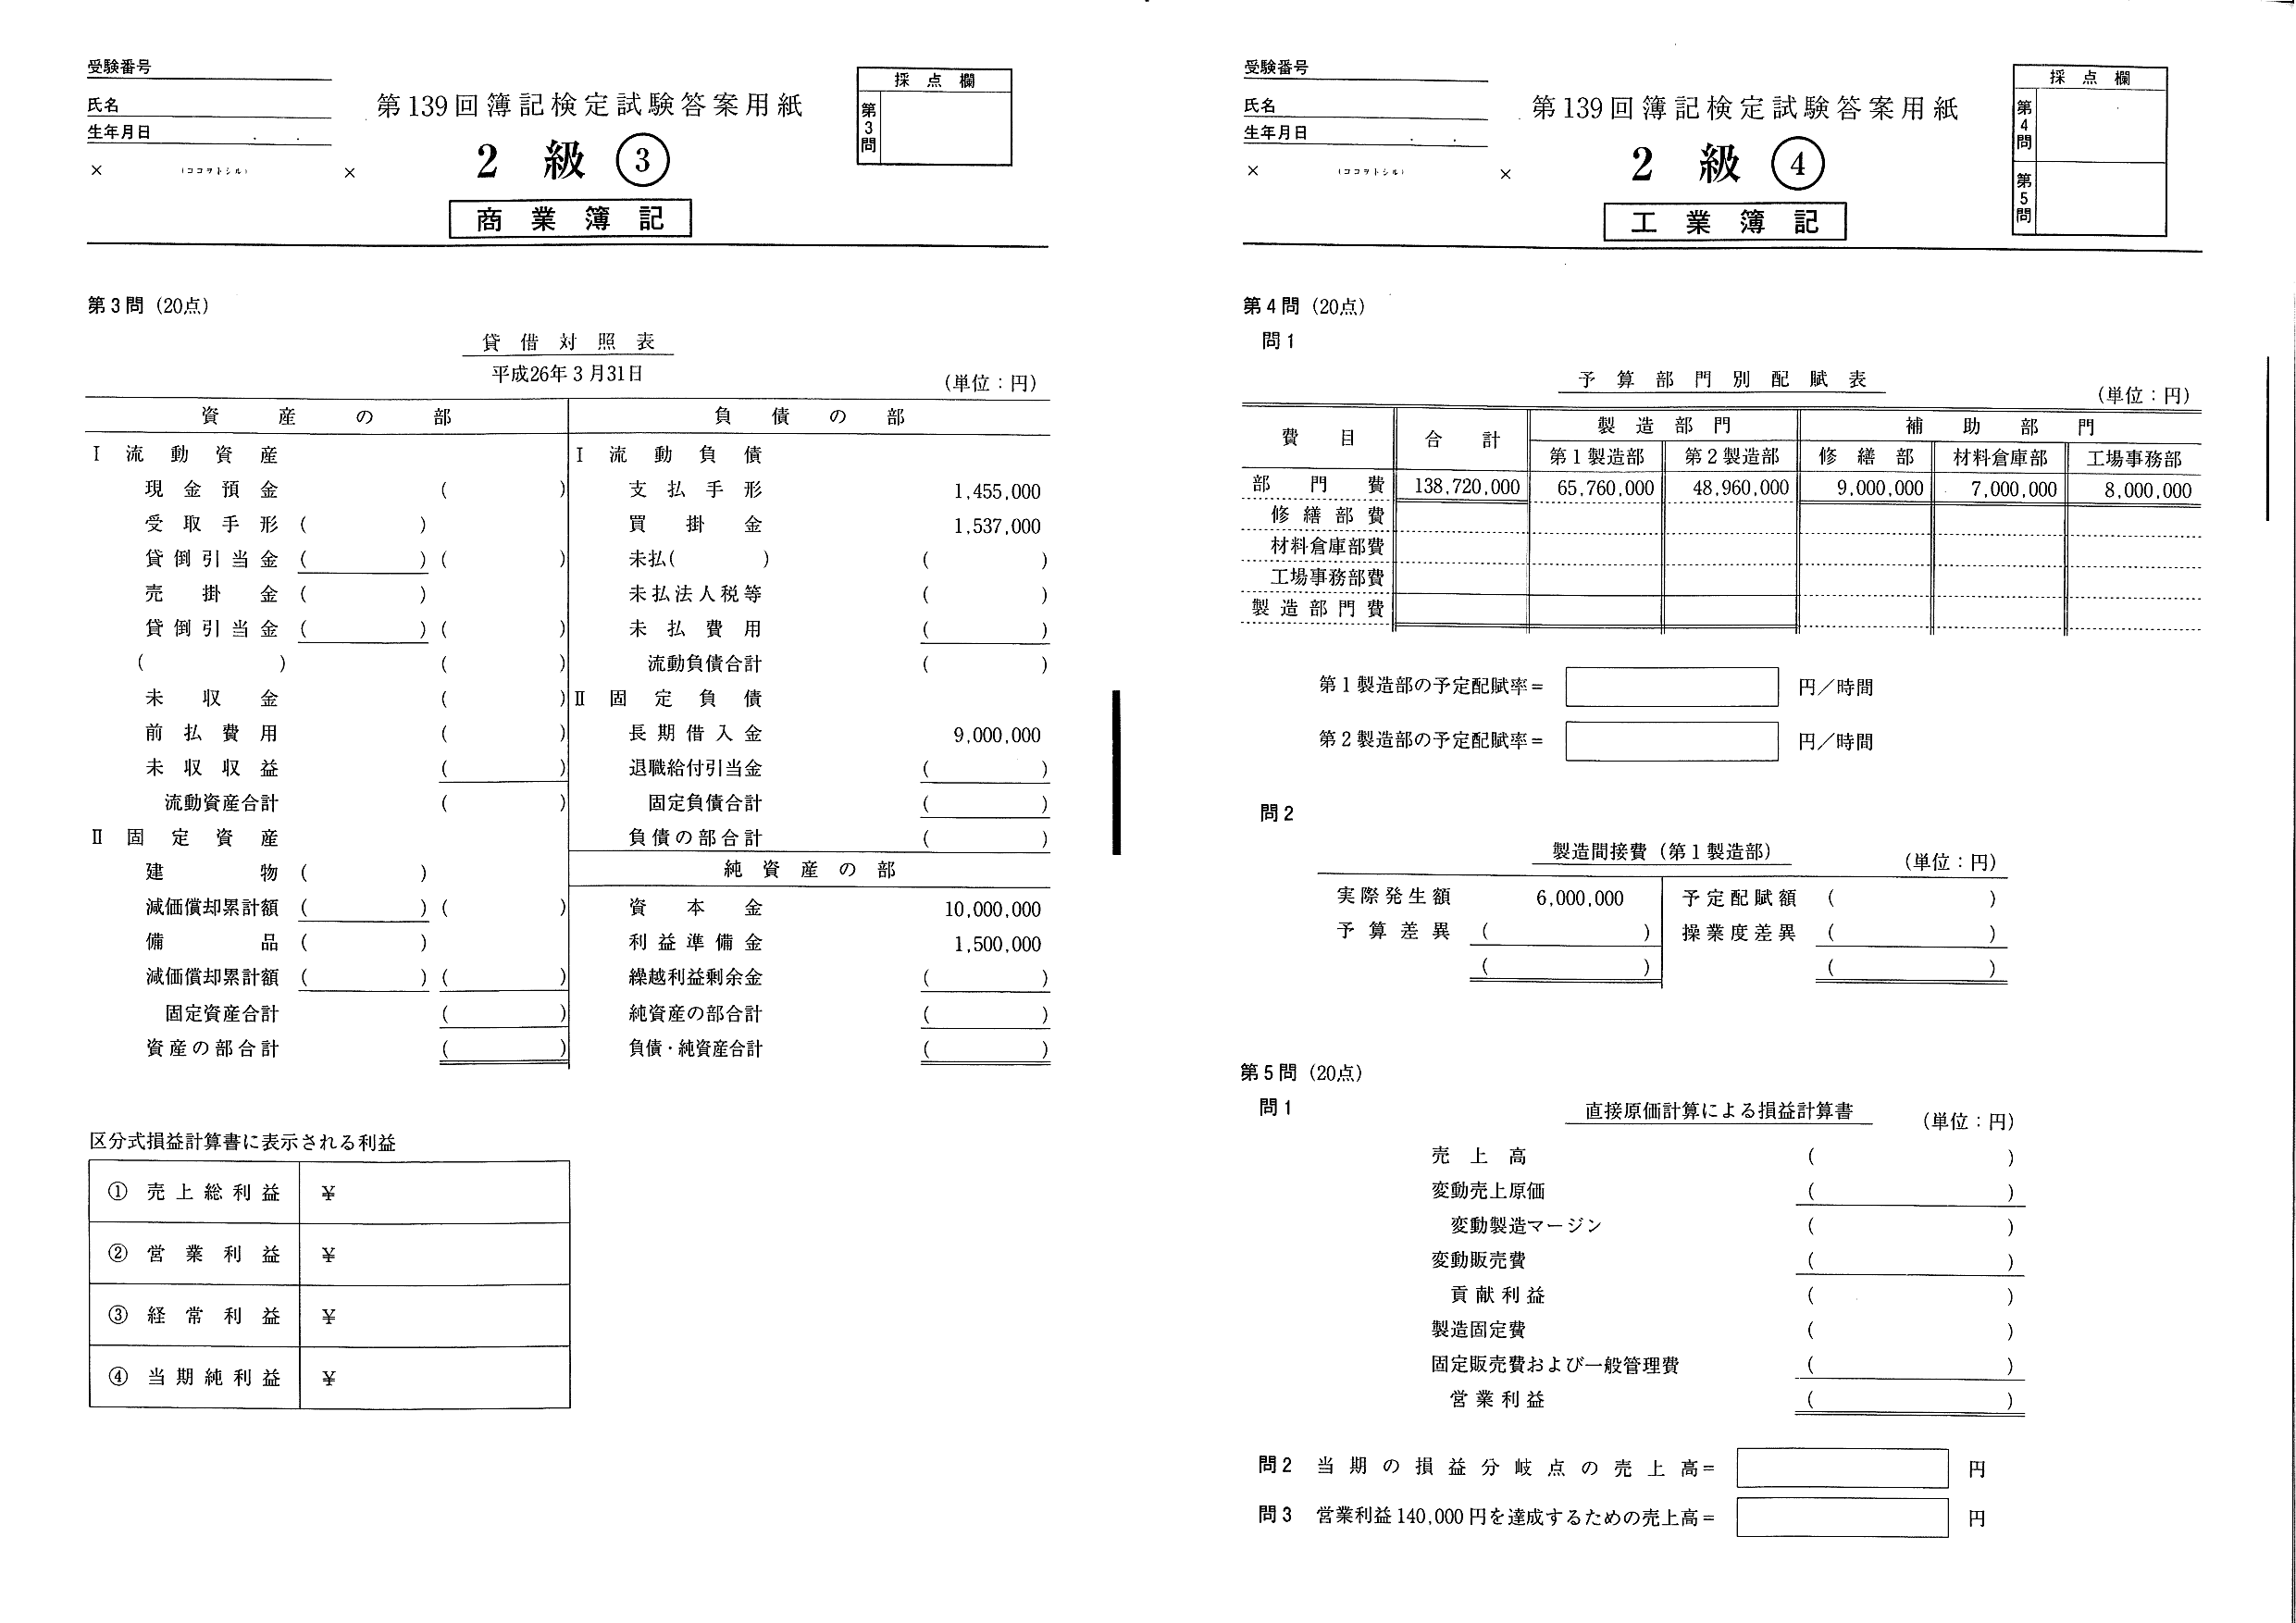 受験番号
氏名
生年月日 . .
× (ココヲトジル) ×
第139回簿記検定試験答案用紙
2 級 ③
商業簿記
採点欄
第3問
第3問 (20点)
貸借対照表
平成26年3月31日 (単位:円)
資産の部 負債の部
Ⅰ 流動資産 Ⅰ 流動負債
現金預金 ( ) 支払手形 1,455,000
受取手形 ( ) 買掛金 1,537,000
貸倒引当金 ( ) ( ) 未払( ) ( )
売掛金 ( ) 未払法人税等 ( )
貸倒引当金 ( ) ( ) 未払費用 ( )
( ) ( ) 流動負債合計 ( )
未収金 ( ) Ⅱ 固定負債
前払費用 ( ) 長期借入金 9,000,000
未収収益 ( ) 退職給付引当金 ( )
流動資産合計 ( ) 固定負債合計 ( )
Ⅱ 固定資産 負債の部合計 ( )
建物 ( ) 純資産の部
減価償却累計額 ( ) ( ) 資本金 10,000,000
備品 ( ) 利益準備金 1,500,000
減価償却累計額 ( ) ( ) 繰越利益剰余金 ( )
固定資産合計 ( ) 純資産の部合計 ( )
資産の部合計 ( ) 負債・純資産合計 ( )
区分式損益計算書に表示される利益
① 売上総利益 ¥
② 営業利益 ¥
③ 経常利益 ¥
④ 当期純利益 ¥
受験番号
氏名
生年月日 . .
× (ココヲトジル) ×
第139回簿記検定試験答案用紙
2 級 ④
工業簿記
採点欄
第4問
第5問
第4問 (20点)
問1
予算部門別配賦表
(単位:円)
費目 合計 製造部門 補助部門
第1製造部 第2製造部 修繕部 材料倉庫部 工場事務部
部門費 138,720,000 65,760,000 48,960,000 9,000,000 7,000,000 8,000,000
修繕部費
材料倉庫部費
工場事務部費
製造部門費
第1製造部の予定配賦率= 円/時間
第2製造部の予定配賦率= 円/時間
問2
製造間接費(第1製造部) (単位:円)
実際発生額 6,000,000 予定配賦額 ( )
予算差異 ( ) 操業度差異 ( )
( ) ( )
第5問 (20点)
問1
直接原価計算による損益計算書 (単位:円)
売上高 ( )
変動売上原価 ( )
変動製造マージン ( )
変動販売費 ( )
貢献利益 ( )
製造固定費 ( )
固定販売費および一般管理費 ( )
営業利益 ( )
問2 当期の損益分岐点の売上高= 円
問3 営業利益140,000円を達成するための売上高= 円